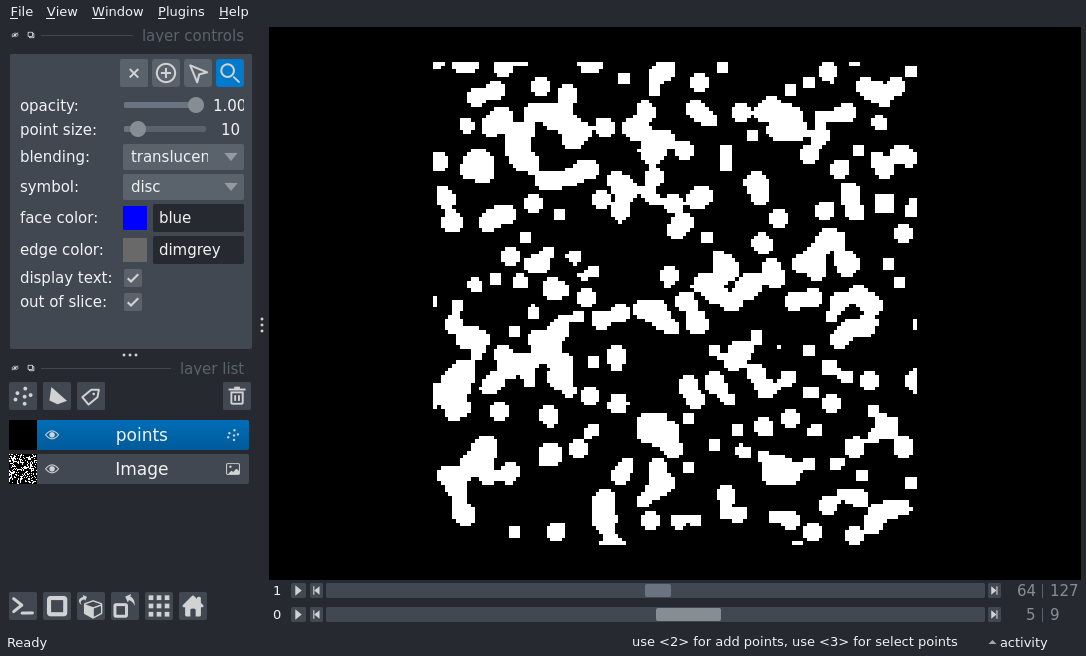 File View Window Plugins Help
layer controls
opacity: 1.00
point size: 10
blending: translucen
symbol: disc
face color: blue
edge color: dimgrey
display text:
out of slice:
layer list
points
Image
1 64 | 127
0 5 | 9
Ready use <2> for add points, use <3> for select points activity